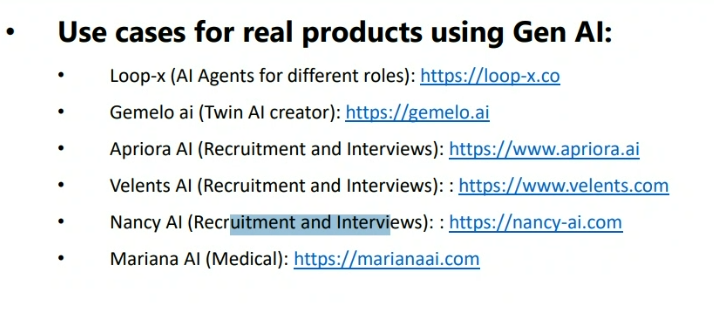 • Use cases for real products using Gen AI:
• Loop-x (AI Agents for different roles): https://loop-x.co
• Gemelo ai (Twin AI creator): https://gemelo.ai
• Apriora AI (Recruitment and Interviews): https://www.apriora.ai
• Velents AI (Recruitment and Interviews): : https://www.velents.com
• Nancy AI (Recruitment and Interviews): : https://nancy-ai.com
• Mariana AI (Medical): https://marianaai.com